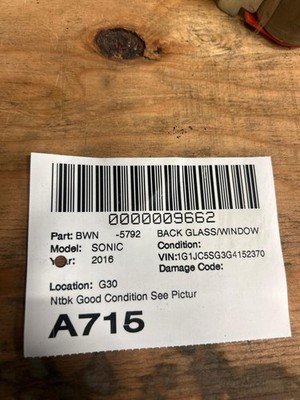 0000009662
Part: BWN -5792 BACK GLASS/WINDOW
Model: SONIC Condition:
Year: 2016 VIN:1G1JC5SG3G4152370
Damage Code:
Location: G30
Ntbk Good Condition See Pictur
A715